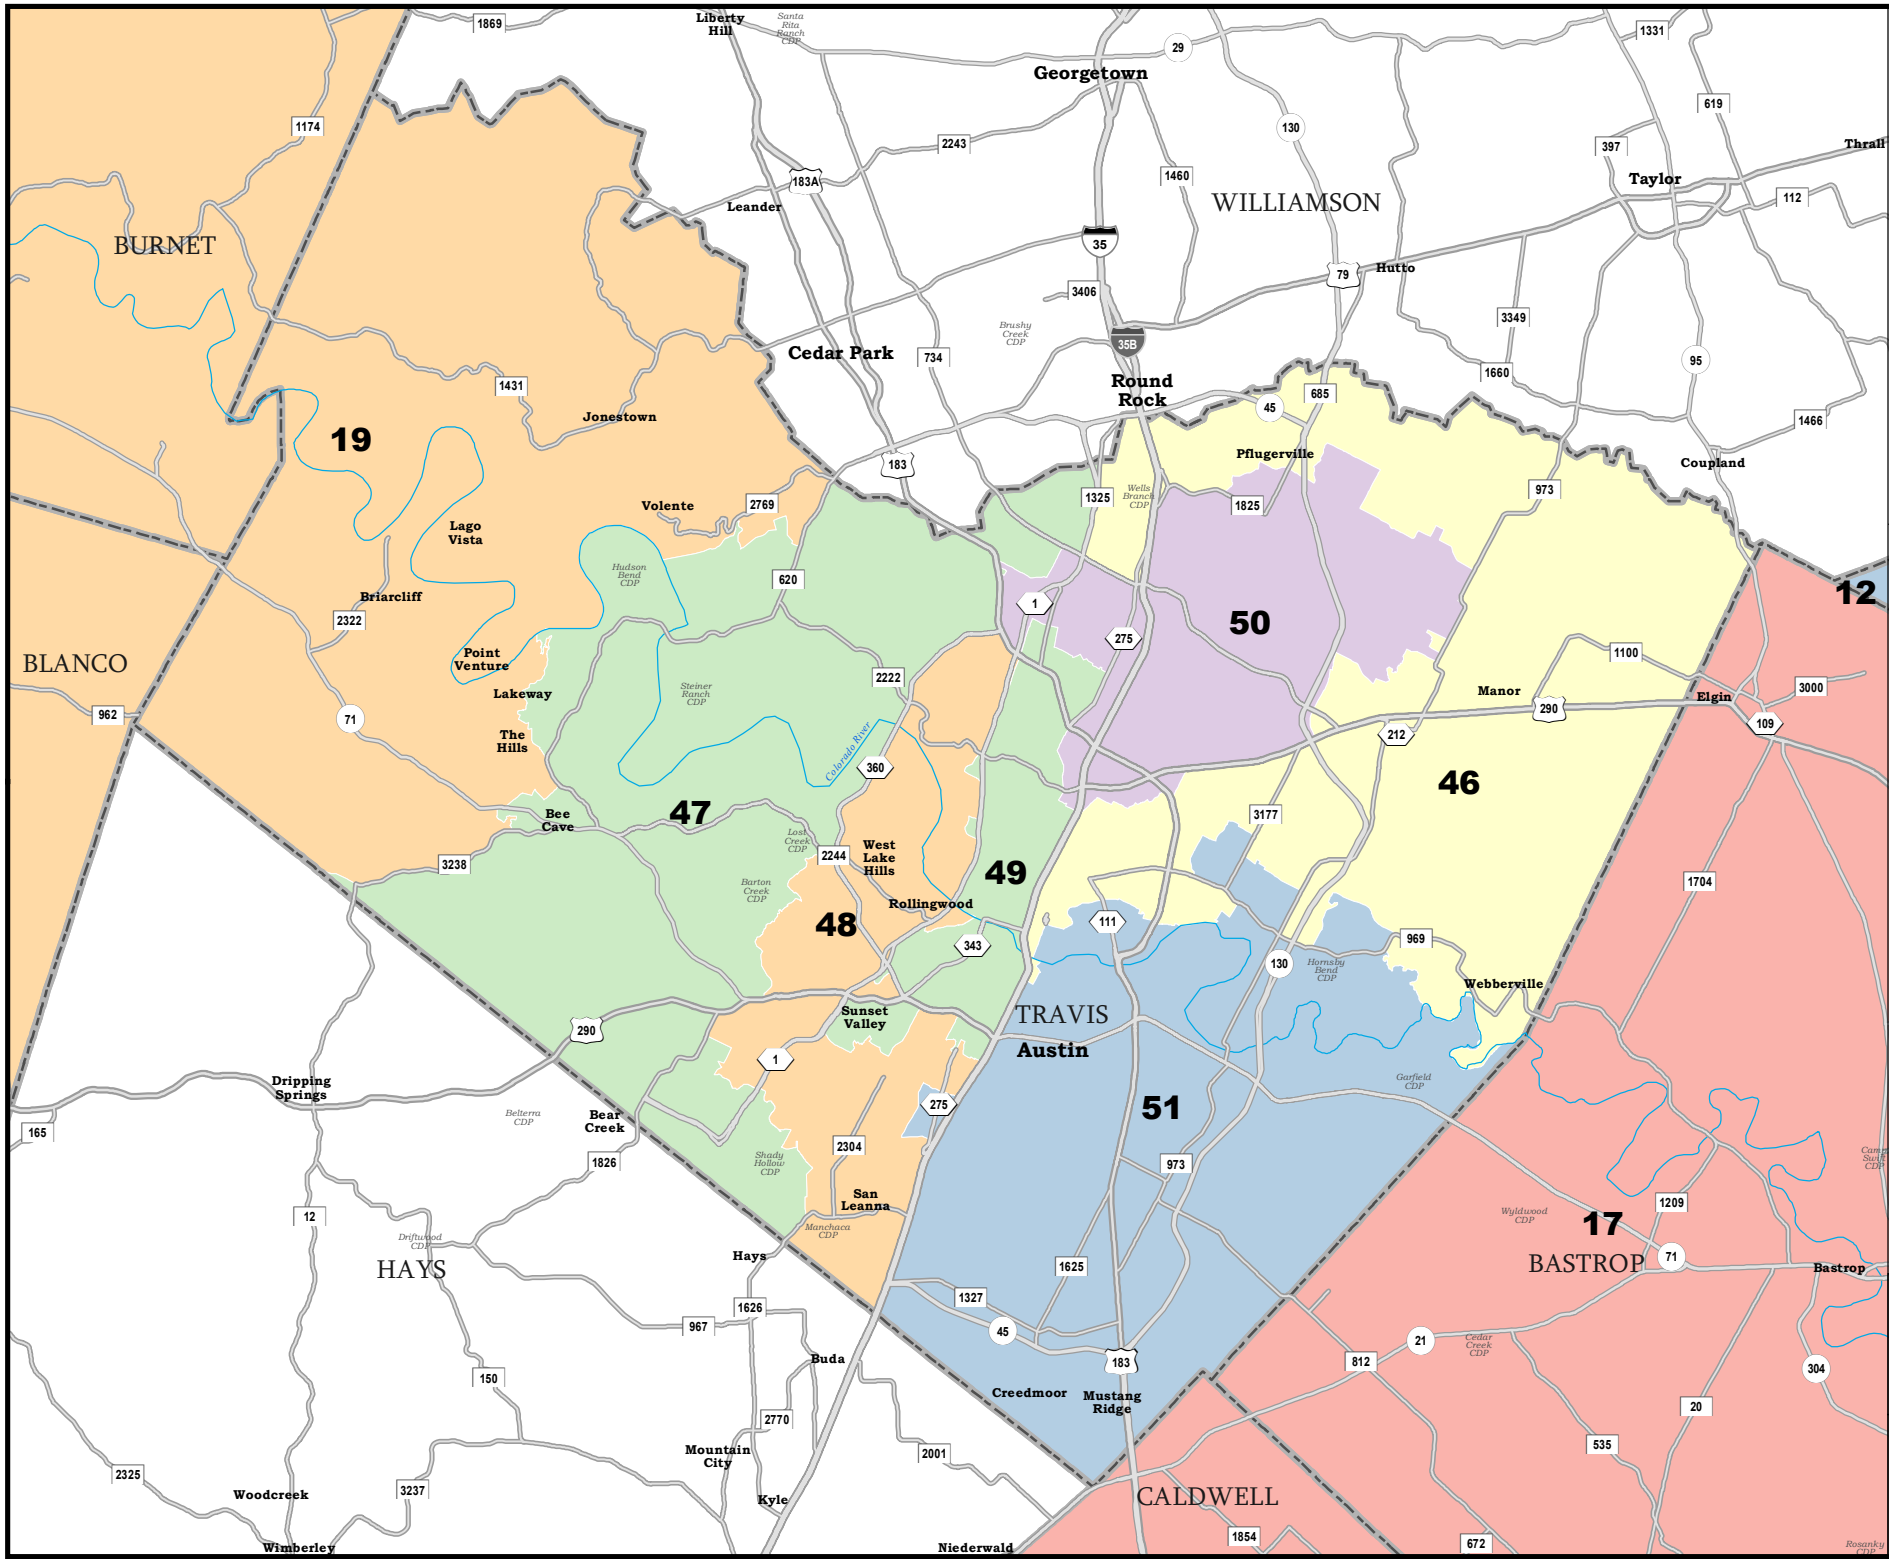 1869
Liberty
Hill
Santa
Rita
Ranch
CDP
29
1331
Georgetown
619
1174
130
397
Thrall
2243
183A
1460
Taylor
112
Leander
WILLIAMSON
BURNET
35
79
Hutto
3406
3349
Brushy
Creek
CDP
35B
Cedar Park
734
95
1660
1431
Round
Rock
685
45
Jonestown
1466
19
Pflugerville
183
Coupland
1325
Wells
Branch
CDP
1825
973
Volente
2769
Lago
Vista
Hudson
Bend
CDP
620
12
Briarcliff
1
2322
275
50
1100
BLANCO
Point
Venture
2222
Steiner
Ranch
CDP
Lakeway
Manor
290
Elgin
3000
962
71
109
The
Hills
212
Colorado River
360
46
47
Bee
Cave
3177
Lost
Creek
CDP
2244
West
Lake
Hills
3238
49
1704
Barton
Creek
CDP
Rollingwood
48
111
343
969
130
Hornsby
Bend
CDP
Webberville
Sunset
Valley
TRAVIS
290
Austin
1
Dripping
Springs
Garfield
CDP
275
51
Belterra
CDP
Bear
Creek
165
2304
1826
Shady
Hollow
CDP
973
Camp
Swift
CDP
San
Leanna
1209
12
Wyldwood
CDP
17
Manchaca
CDP
Driftwood
CDP
HAYS
Hays
1625
BASTROP
71
Bastrop
1327
1626
967
45
21
Cedar
Creek
CDP
Buda
183
812
304
150
Creedmoor
Mustang
Ridge
2770
20
Mountain
City
2001
535
2325
3237
Woodcreek
Kyle
CALDWELL
1854
672
Wimberley
Niederwald
Rosanky
CDP